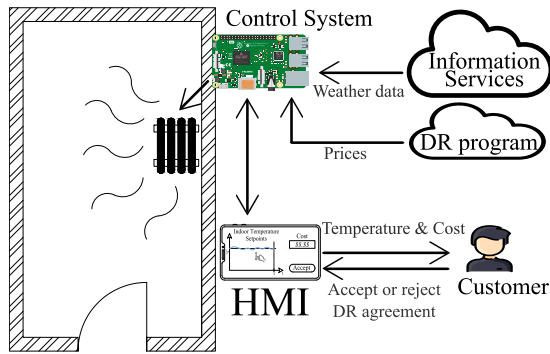 Control System
Information
Services
Weather data
DR program
Prices
Indoor Temperature
Setpoints
Cost
$$.$$
Accept
HMI
Temperature & Cost
Accept or reject
DR agreement
Customer